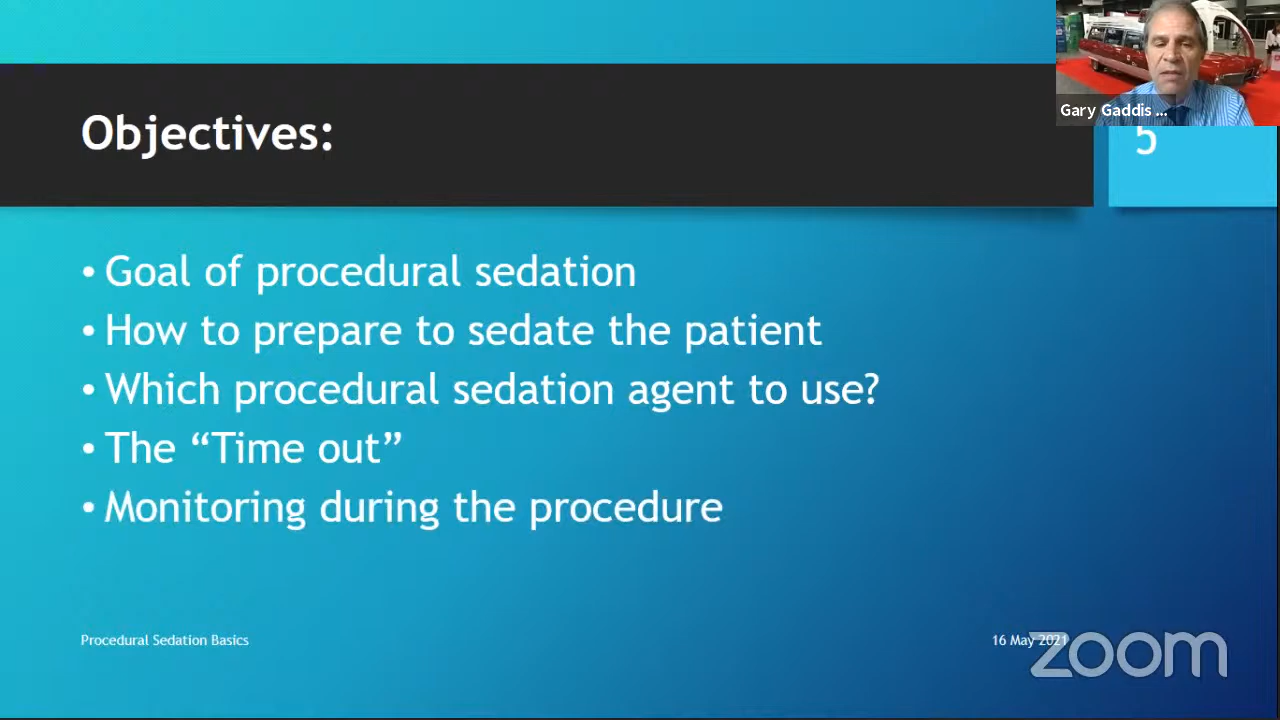 Objectives:
Gary Gaddis ...
5
• Goal of procedural sedation
• How to prepare to sedate the patient
• Which procedural sedation agent to use?
• The “Time out”
• Monitoring during the procedure
Procedural Sedation Basics
16 May 2021
zoom